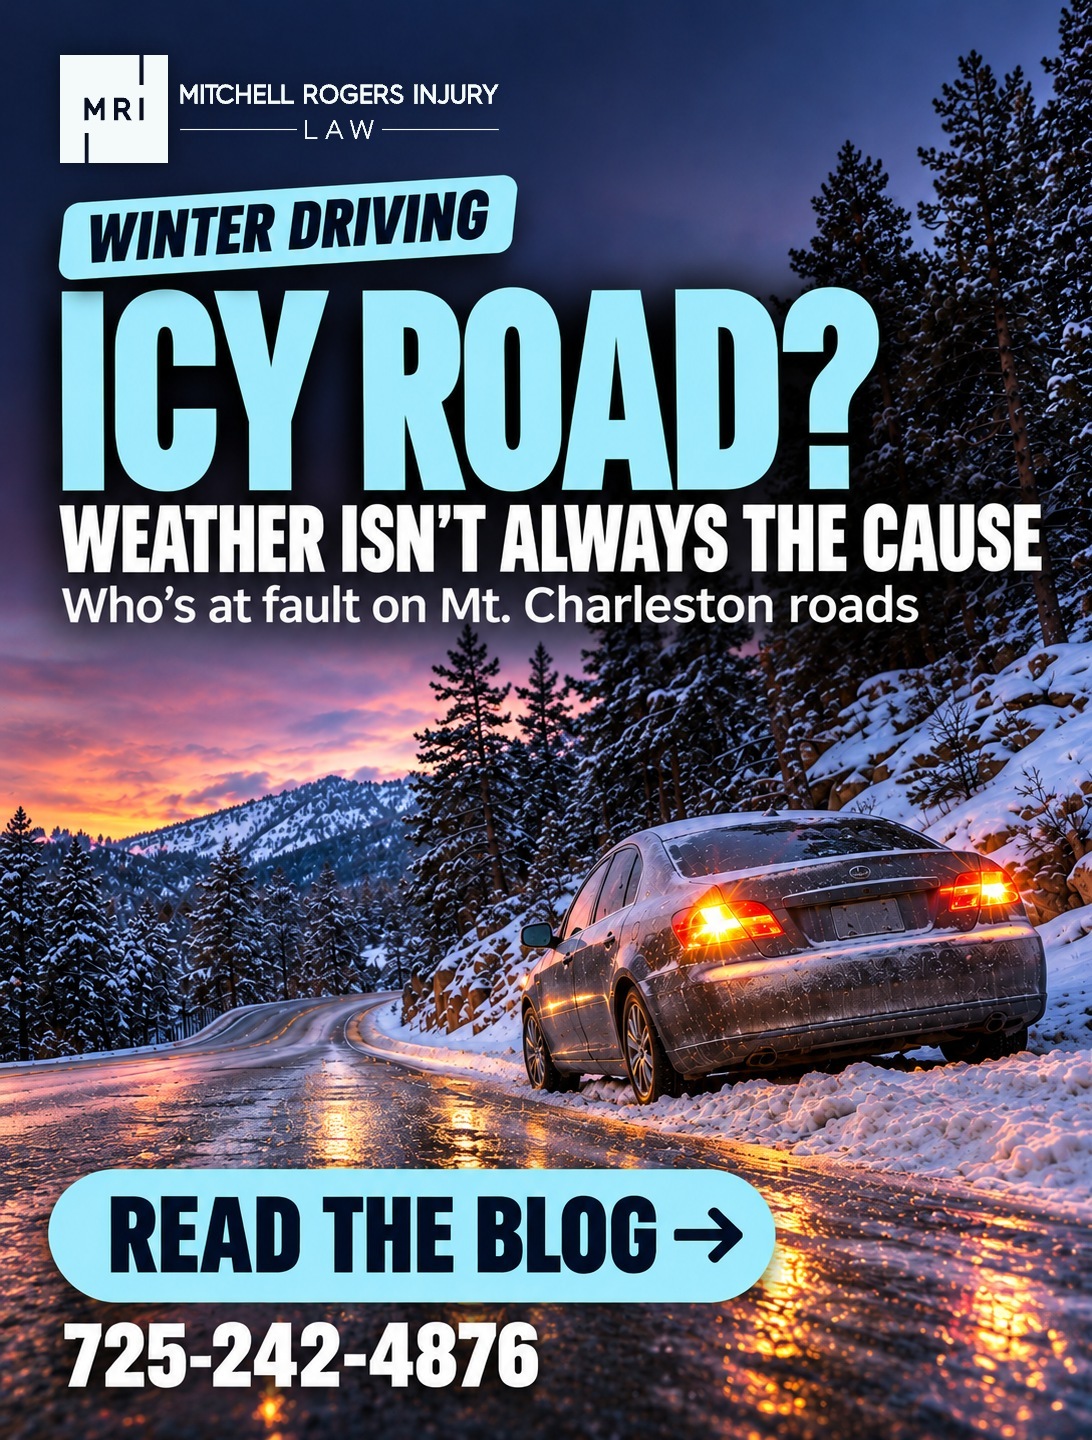 MRI
MITCHELL ROGERS INJURY
LAW
WINTER DRIVING
ICY ROAD?
WEATHER ISN'T ALWAYS THE CAUSE
Who's at fault on Mt. Charleston roads
READ THE BLOG →
725-242-4876